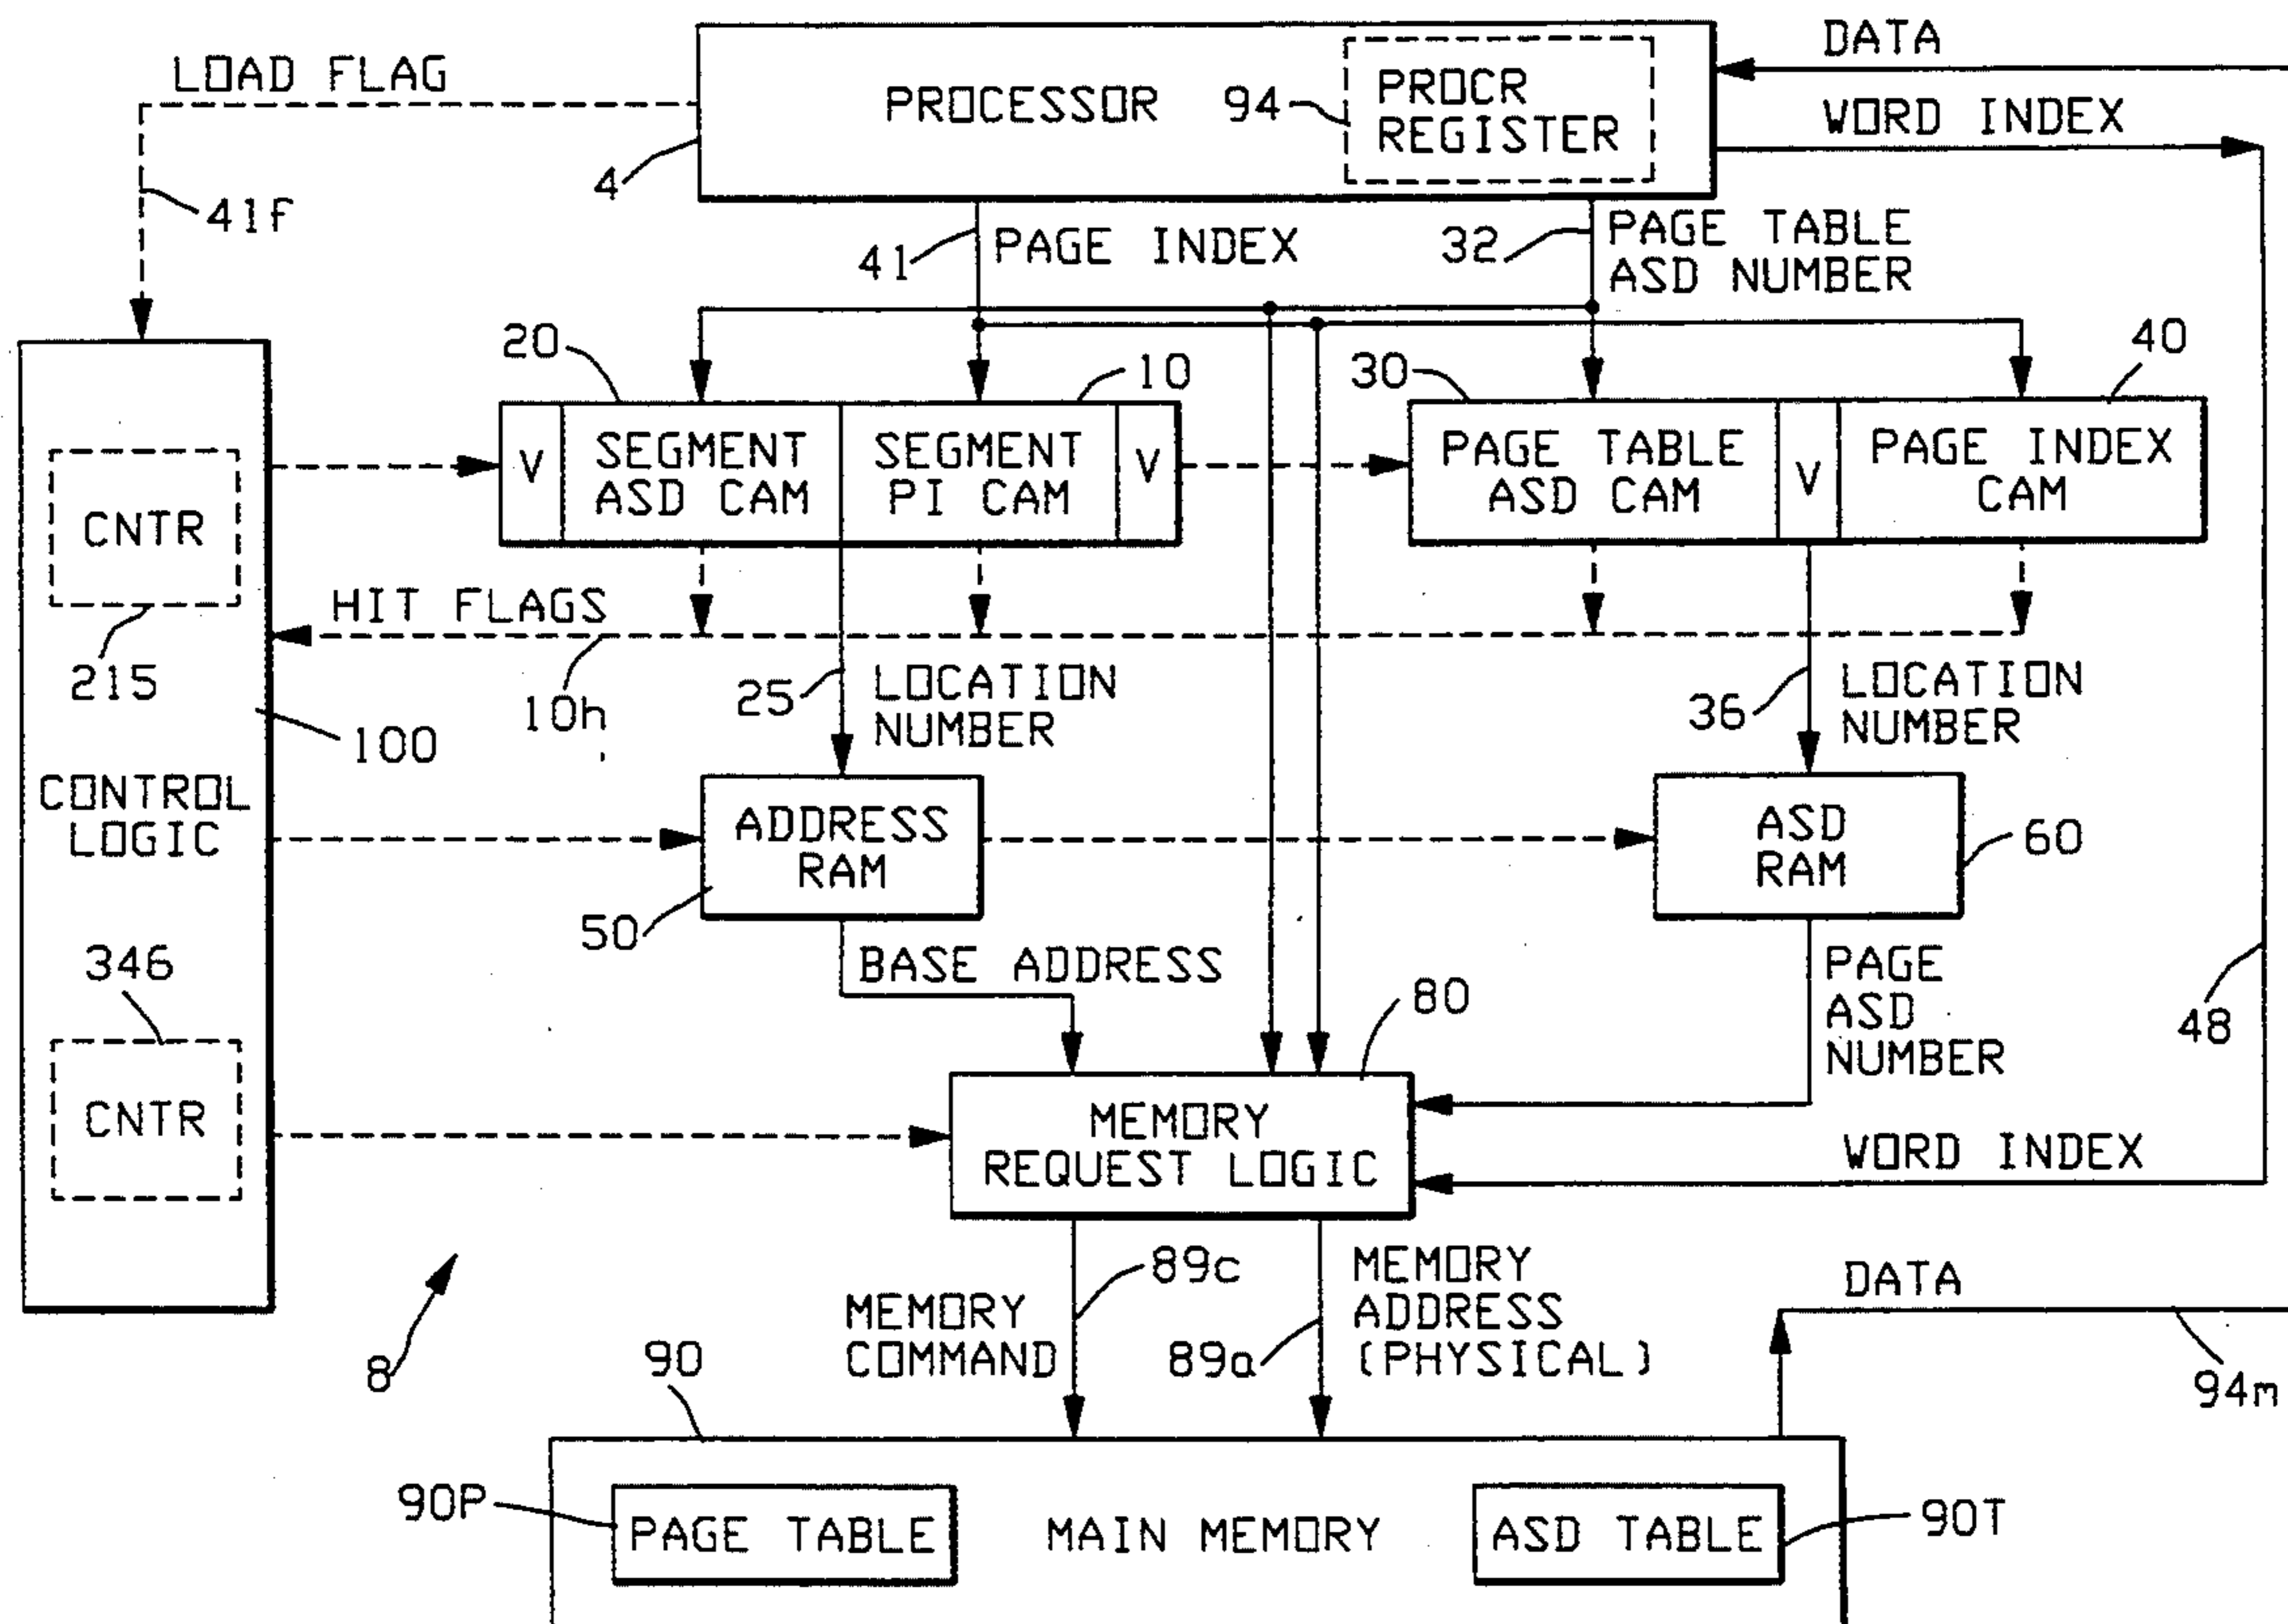 LOAD FLAG
PROCESSOR
94
PROCR
REGISTER
DATA
WORD INDEX
4
41f
41
PAGE INDEX
32
PAGE TABLE
ASD NUMBER
20
10
30
40
V
SEGMENT
ASD CAM
SEGMENT
PI CAM
V
PAGE TABLE
ASD CAM
V
PAGE INDEX
CAM
CNTR
215
HIT FLAGS
10h
25
LOCATION
NUMBER
36
LOCATION
NUMBER
100
CONTROL
LOGIC
ADDRESS
RAM
50
ASD
RAM
60
346
BASE ADDRESS
80
PAGE
ASD
NUMBER
48
CNTR
MEMORY
REQUEST LOGIC
WORD INDEX
8
89c
MEMORY
COMMAND
89a
MEMORY
ADDRESS
(PHYSICAL)
DATA
94m
90
90P
PAGE TABLE
MAIN MEMORY
ASD TABLE
90T